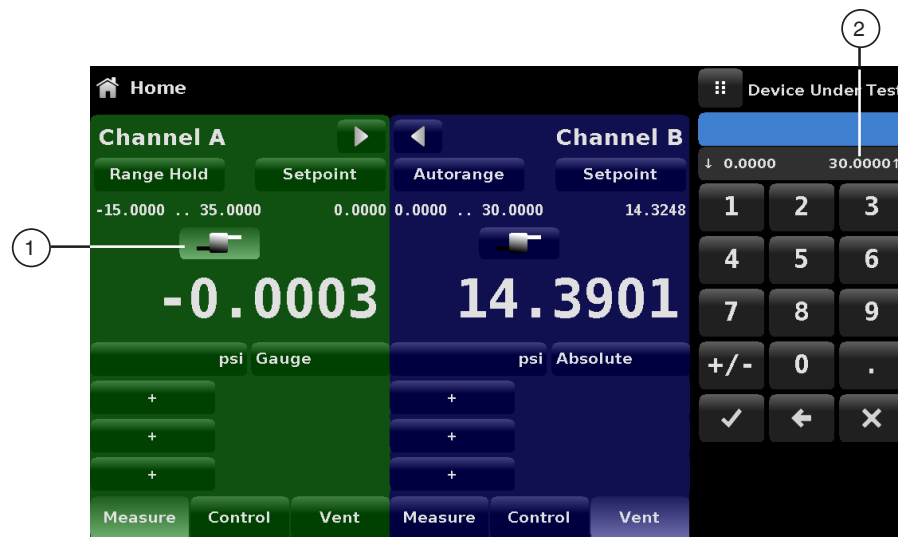 2
Home
Device Under Test
Channel A
Channel B
Range Hold
Setpoint
Autorange
Setpoint
↓ 0.0000 30.0000↑
-15.0000 .. 35.0000 0.0000
0.0000 .. 30.0000 14.3248
1 2 3
1
4 5 6
-0.0003
14.3901
7 8 9
psi Gauge
psi Absolute
+/- 0 .
+ +
+ +
+ +
Measure Control Vent
Measure Control Vent